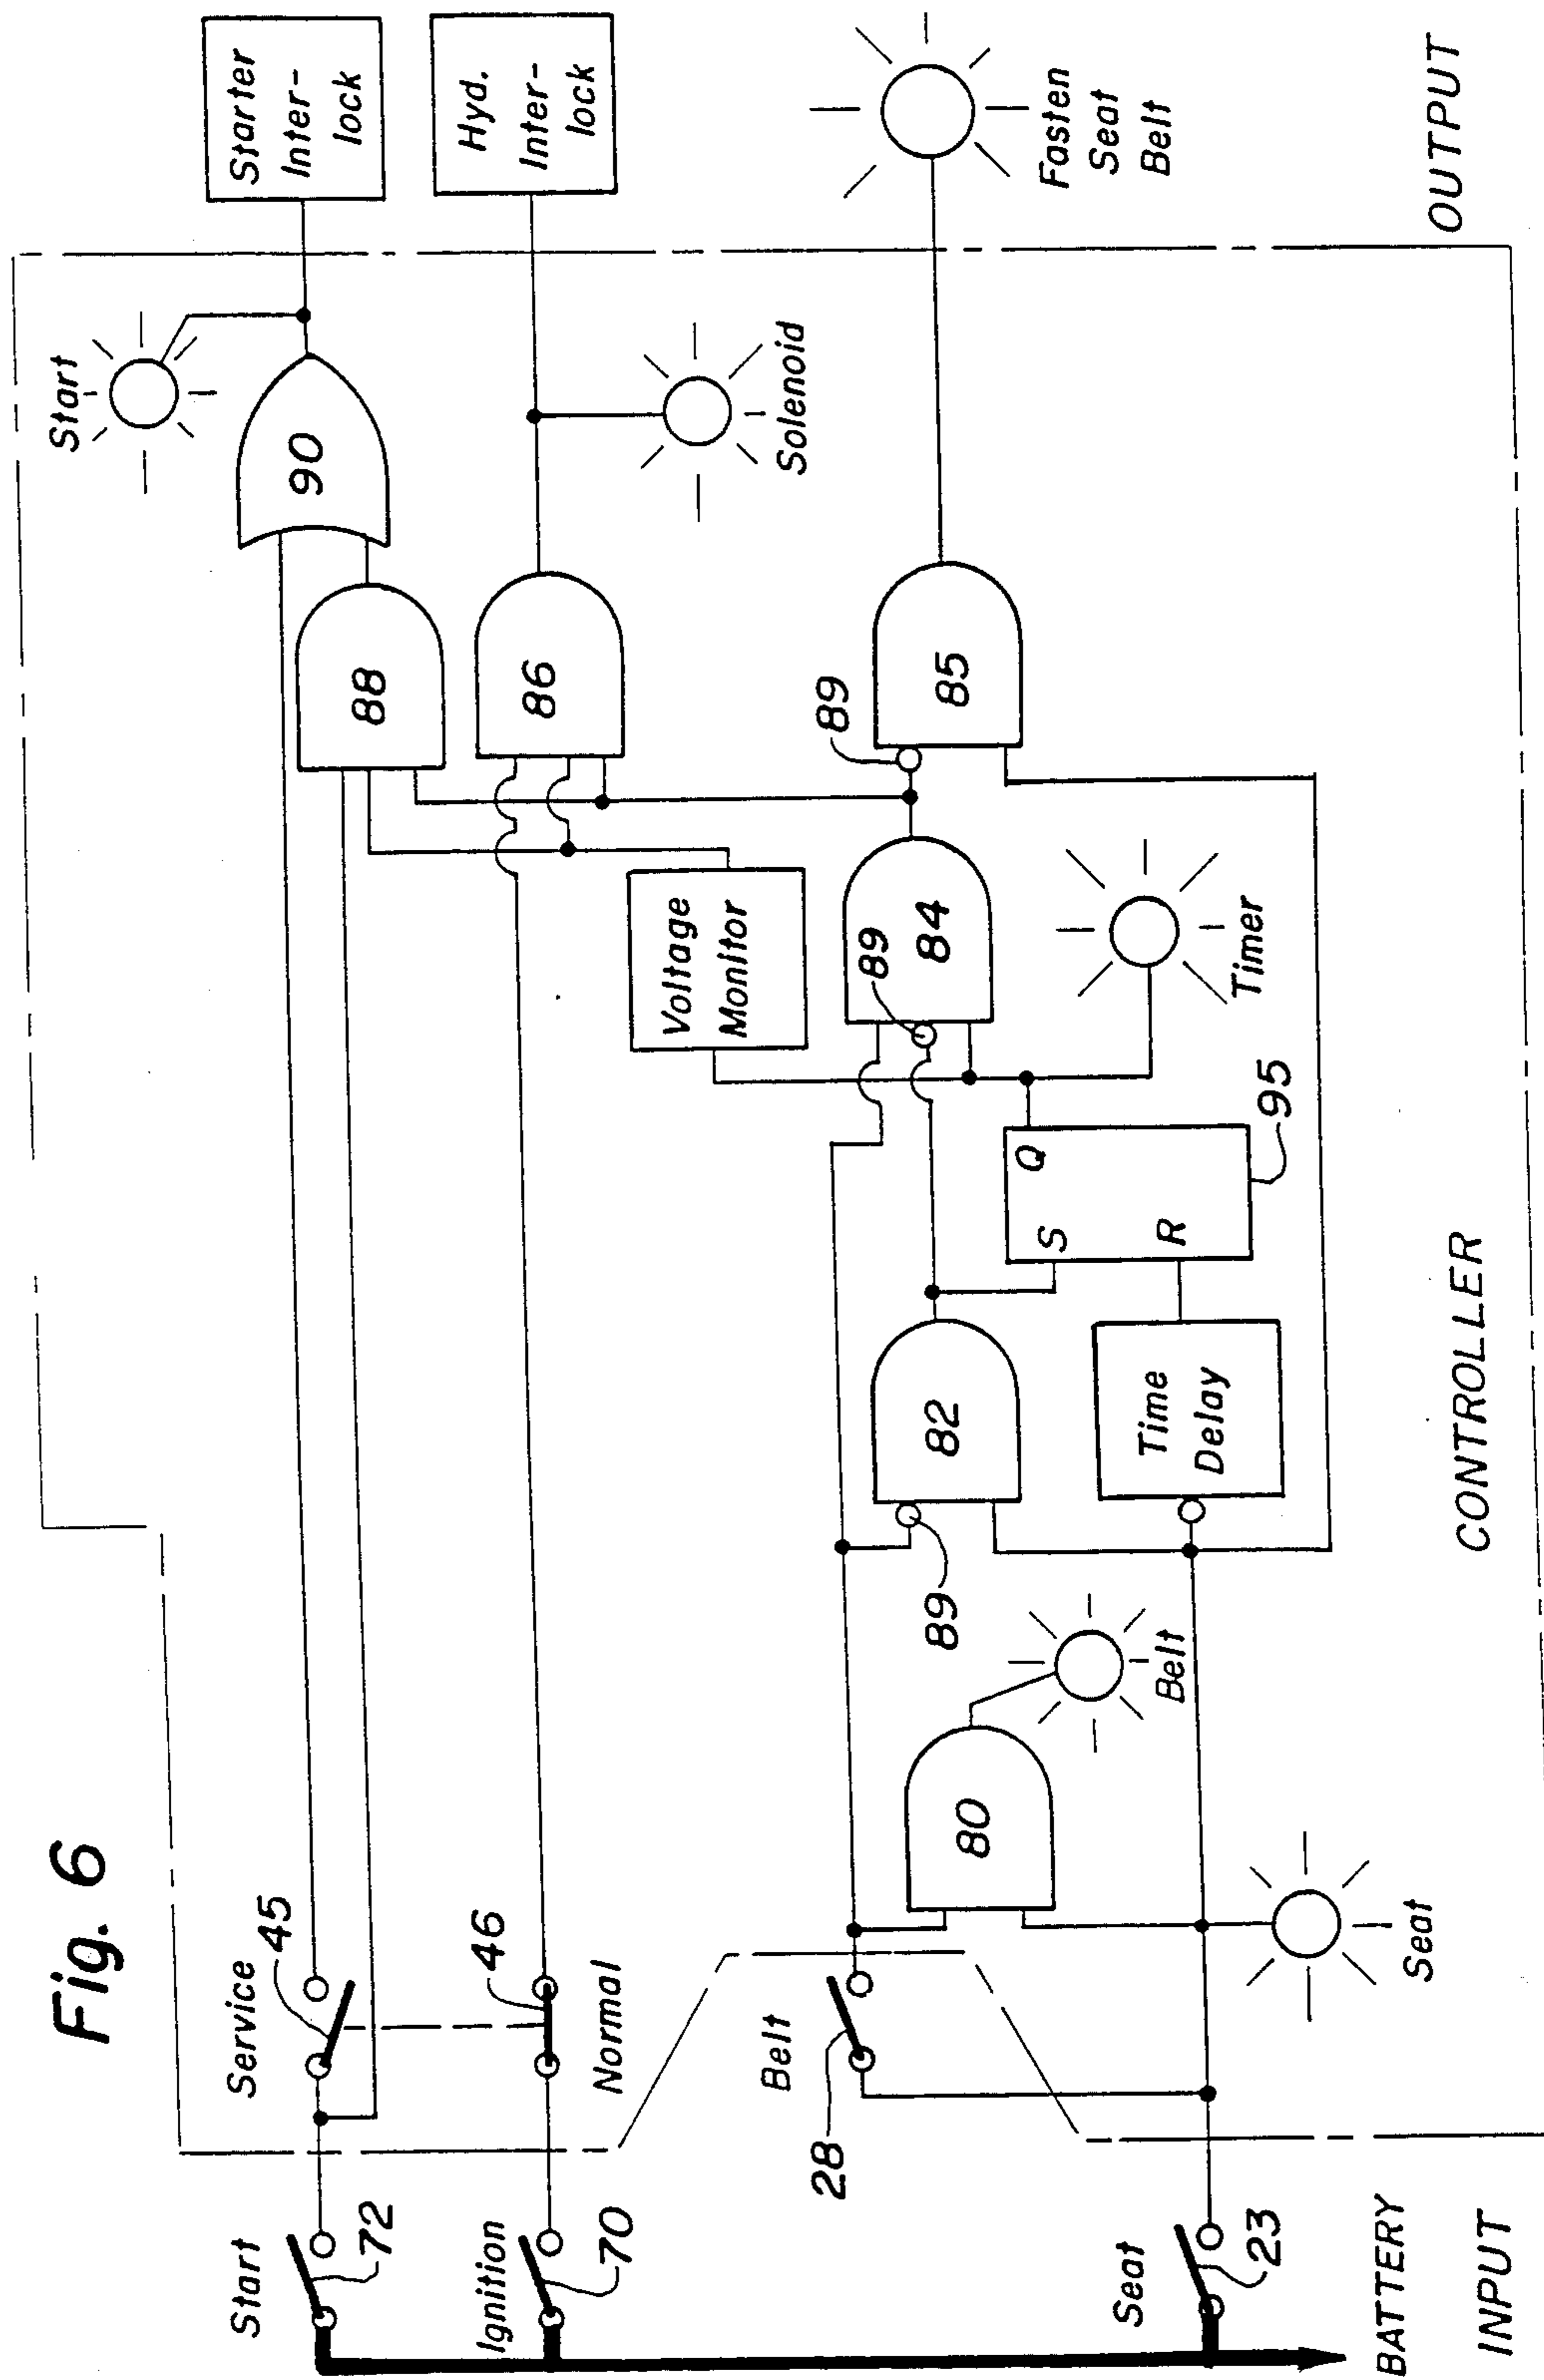 Fig. 6
Start
72
Ignition
70
Seat
23
BATTERY
INPUT
Service
45
46
Normal
Belt
28
Seat
80
Belt
89
82
Time
Delay
S
R
Q
95
CONTROLLER
Voltage
Monitor
89
84
Timer
89
85
88
86
90
Start
Solenoid
Starter
Inter-
lock
Hyd.
Inter-
lock
Fasten
Seat
Belt
OUTPUT